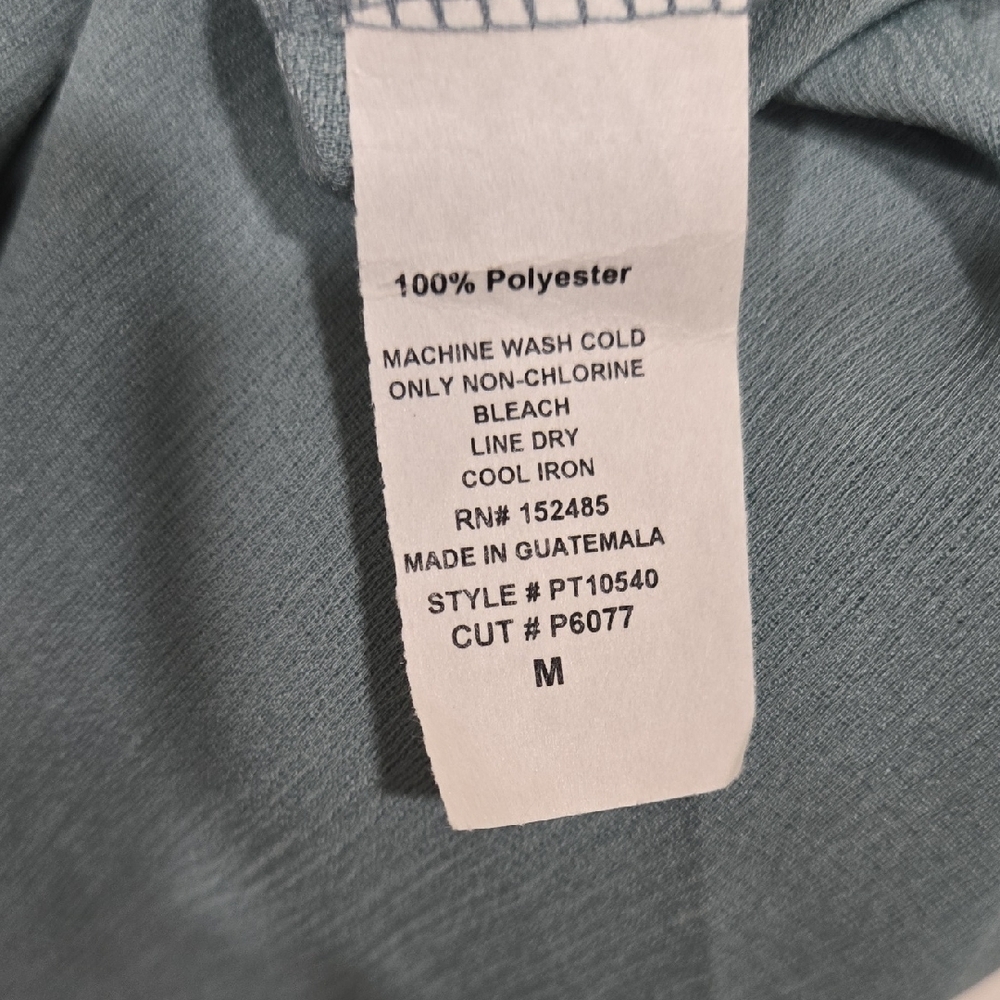 100% Polyester
MACHINE WASH COLD
ONLY NON-CHLORINE
BLEACH
LINE DRY
COOL IRON
RN# 152485
MADE IN GUATEMALA
STYLE # PT10540
CUT # P6077
M